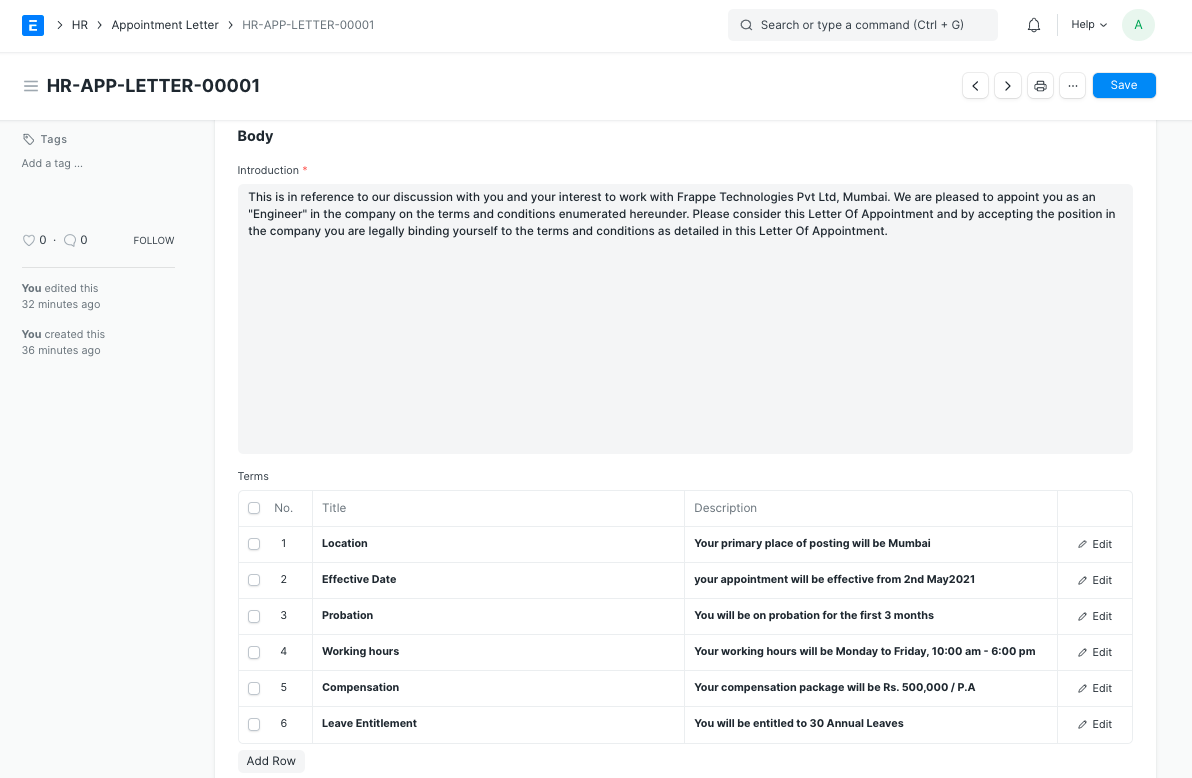 E
HR
Appointment Letter
HR-APP-LETTER-00001
Search or type a command (Ctrl + G)
Help
A
HR-APP-LETTER-00001
Save
Tags
Add a tag ...
0 · 0
FOLLOW
You edited this
32 minutes ago
You created this
36 minutes ago
Body
Introduction *
This is in reference to our discussion with you and your interest to work with Frappe Technologies Pvt Ltd, Mumbai. We are pleased to appoint you as an
"Engineer" in the company on the terms and conditions enumerated hereunder. Please consider this Letter Of Appointment and by accepting the position in
the company you are legally binding yourself to the terms and conditions as detailed in this Letter Of Appointment.
Terms
No. Title Description
1 Location Your primary place of posting will be Mumbai Edit
2 Effective Date your appointment will be effective from 2nd May2021 Edit
3 Probation You will be on probation for the first 3 months Edit
4 Working hours Your working hours will be Monday to Friday, 10:00 am - 6:00 pm Edit
5 Compensation Your compensation package will be Rs. 500,000 / P.A Edit
6 Leave Entitlement You will be entitled to 30 Annual Leaves Edit
Add Row